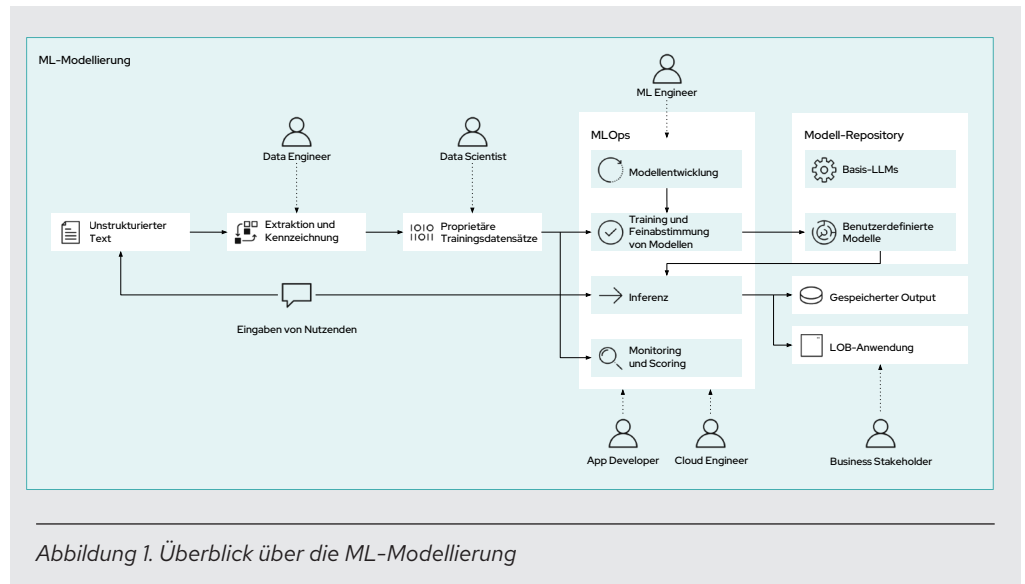 ML-Modellierung
ML Engineer
Data Engineer
Data Scientist
MLOps
Modell-Repository
Modellentwicklung
Basis-LLMs
Unstrukturierter
Text
Extraktion und
Kennzeichnung
1010
11011
Proprietäre
Trainingsdatensätze
Training und
Feinabstimmung
von Modellen
Benutzerdefinierte
Modelle
Inferenz
Gespeicherter Output
Eingaben von Nutzenden
Monitoring
und Scoring
LOB-Anwendung
App Developer
Cloud Engineer
Business Stakeholder
Abbildung 1. Überblick über die ML-Modellierung